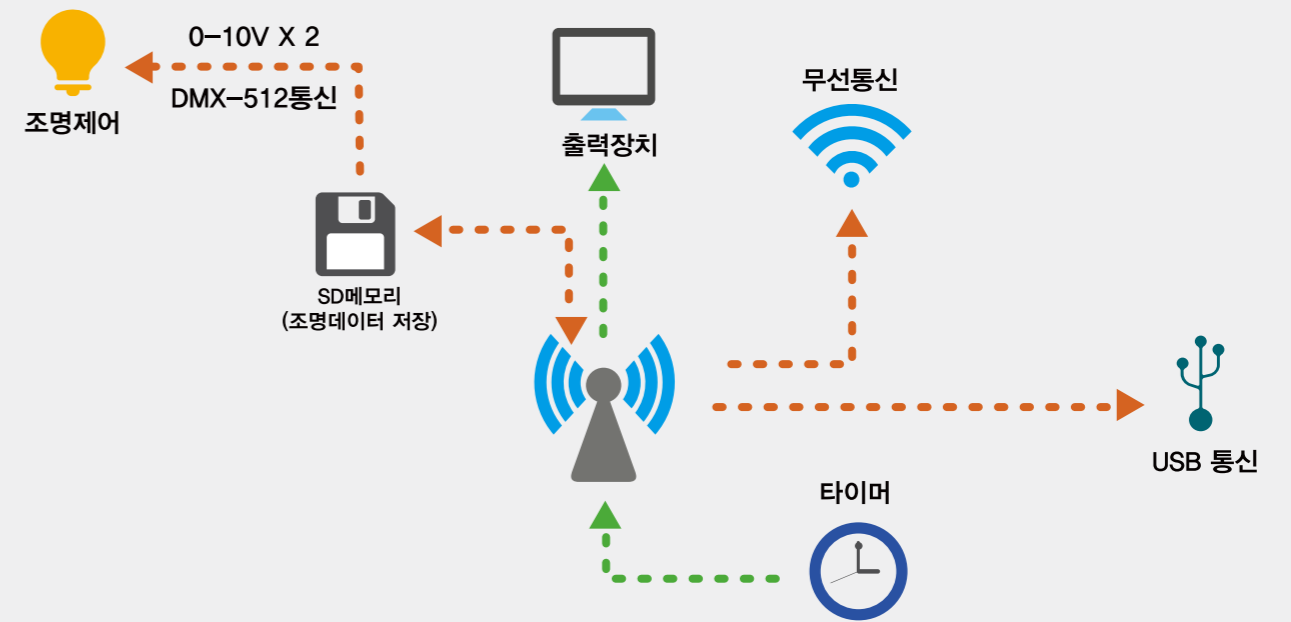 0-10V X 2
DMX-512통신
조명제어
출력장치
무선통신
SD메모리
(조명데이터 저장)
USB 통신
타이머